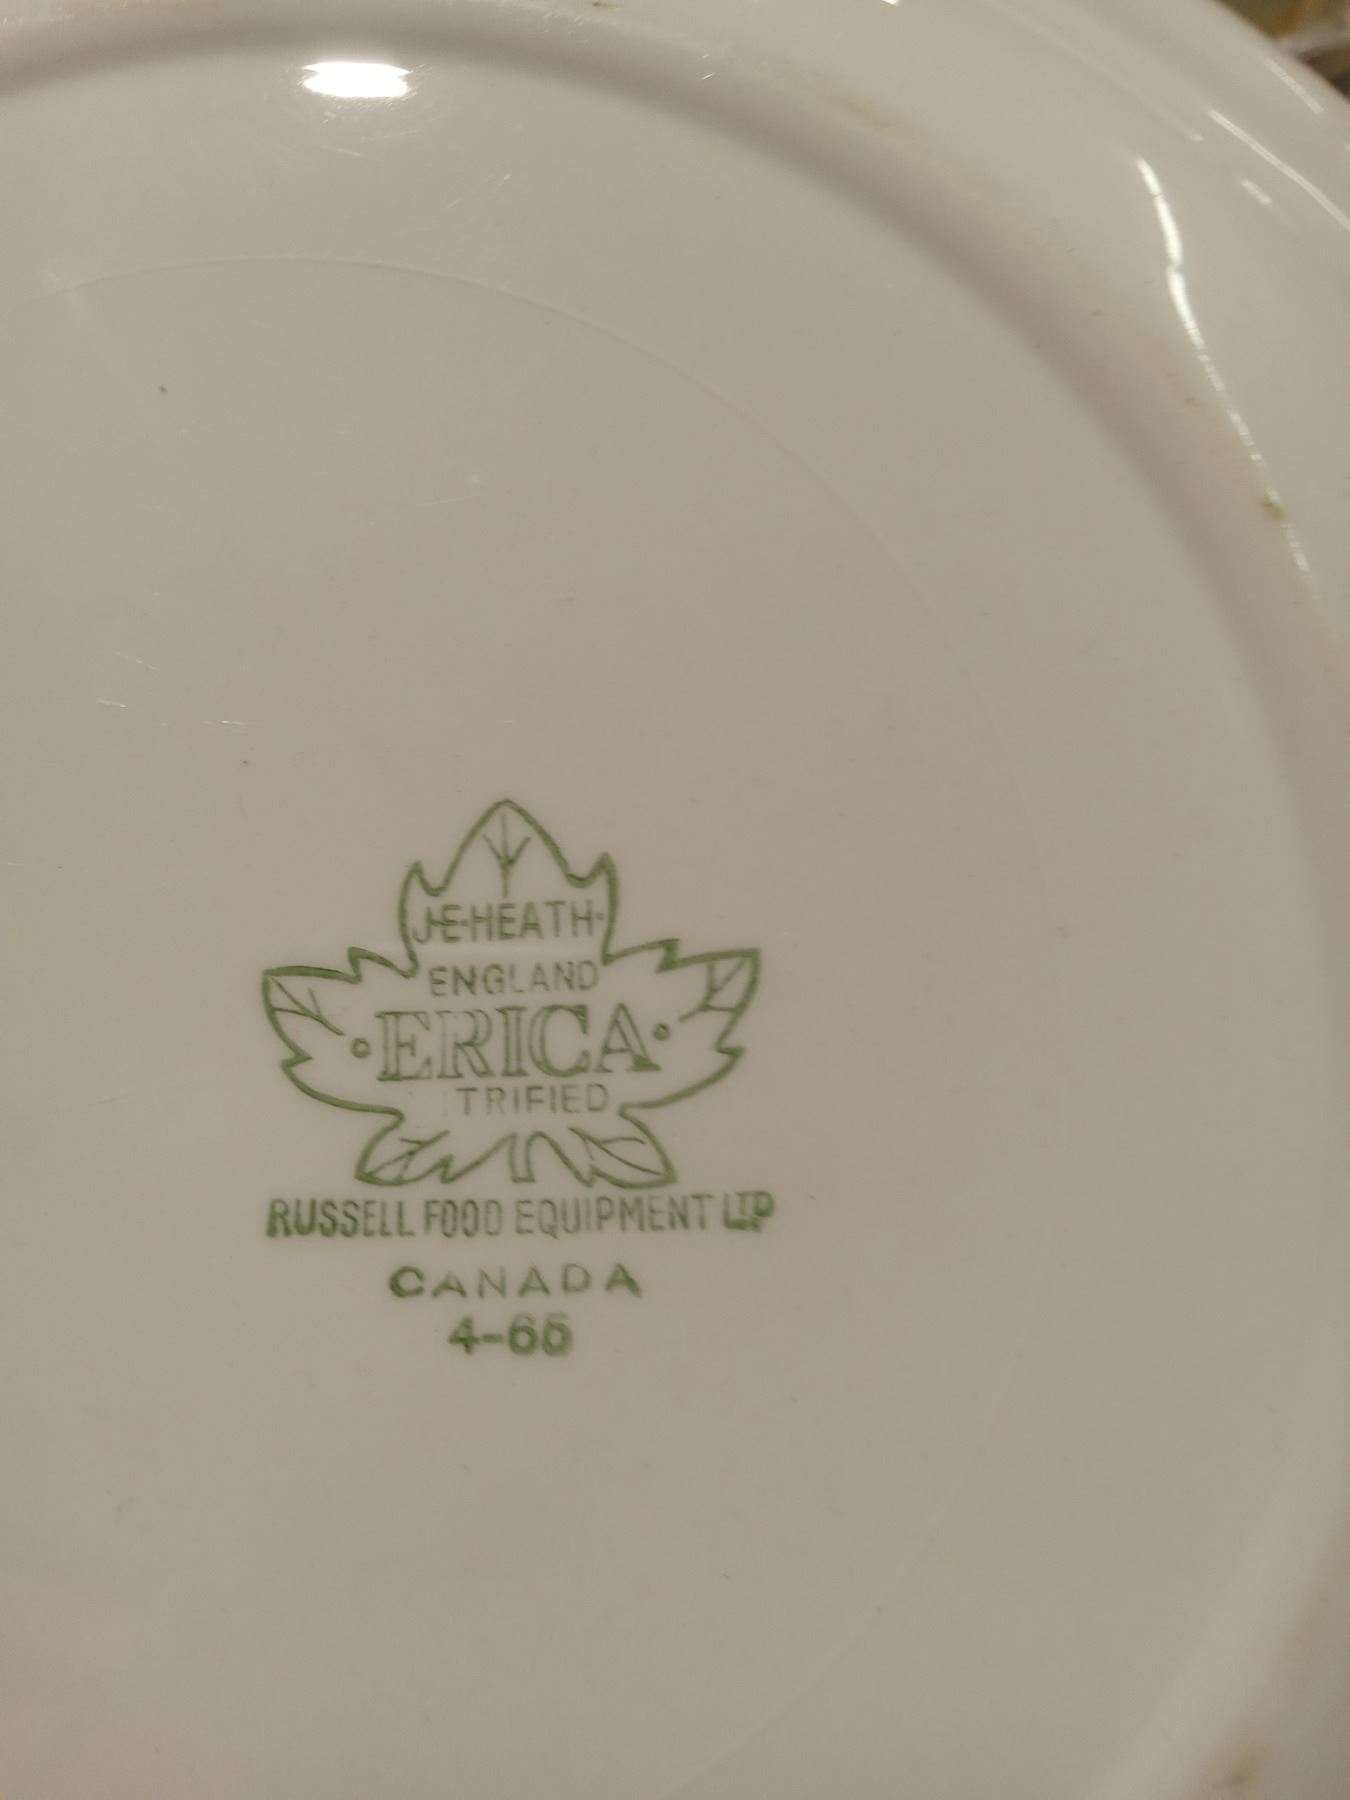 J·E·HEATH·
ENGLAND
·ERICA·
TRIFIED
RUSSELL FOOD EQUIPMENT LTD
CANADA
4-65